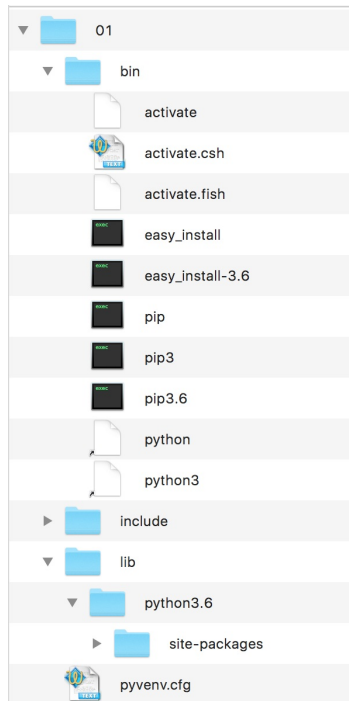 01
bin
activate
activate.csh
activate.fish
easy_install
easy_install-3.6
pip
pip3
pip3.6
python
python3
include
lib
python3.6
site-packages
pyvenv.cfg